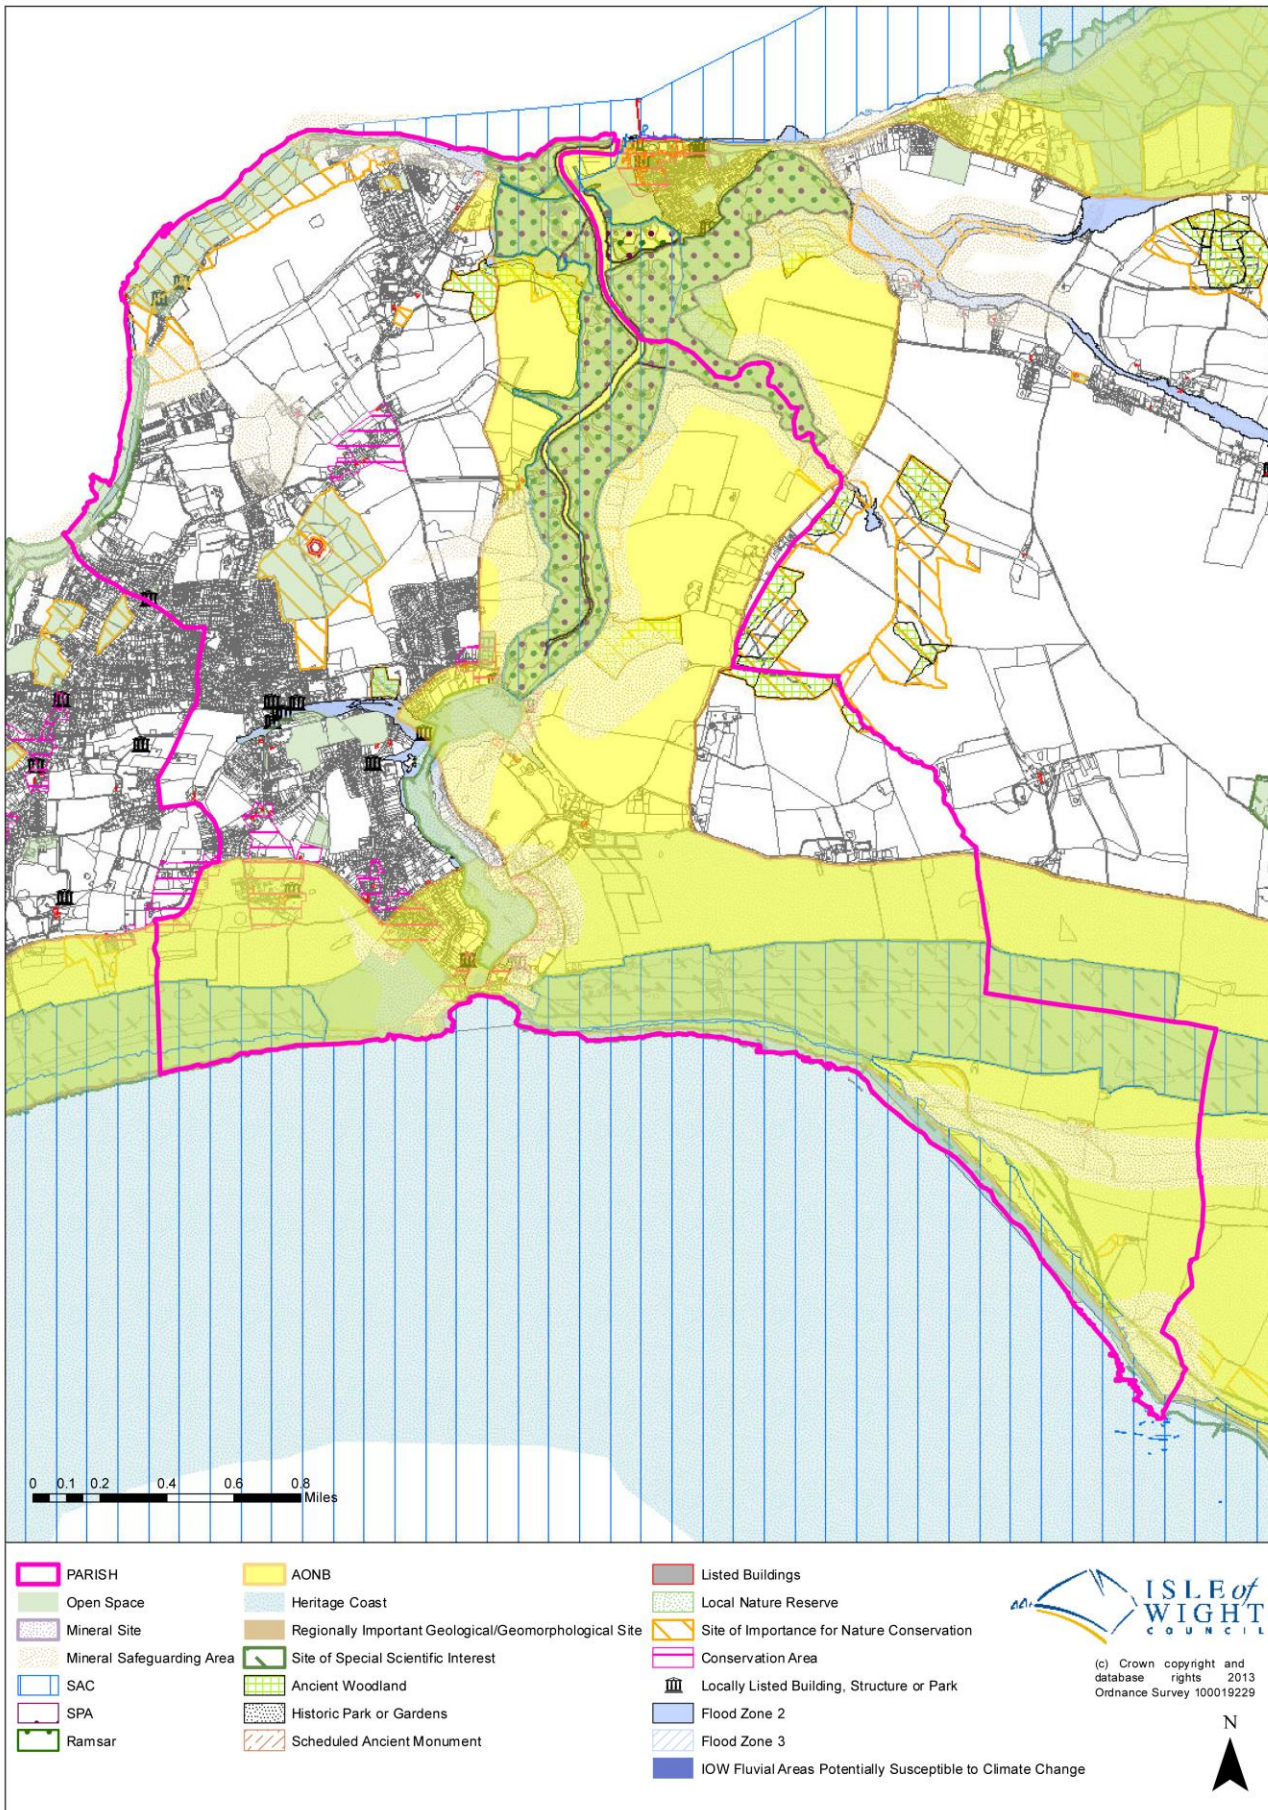 0 0.1 0.2 0.4 0.6 0.8
Miles
PARISH
Open Space
Mineral Site
Mineral Safeguarding Area
SAC
SPA
Ramsar
AONB
Heritage Coast
Regionally Important Geological/Geomorphological Site
Site of Special Scientific Interest
Ancient Woodland
Historic Park or Gardens
Scheduled Ancient Monument
Listed Buildings
Local Nature Reserve
Site of Importance for Nature Conservation
Conservation Area
Locally Listed Building, Structure or Park
Flood Zone 2
Flood Zone 3
IOW Fluvial Areas Potentially Susceptible to Climate Change
ISLE of
WIGHT
COUNCIL
(c) Crown copyright and
database rights 2013
Ordnance Survey 100019229
N